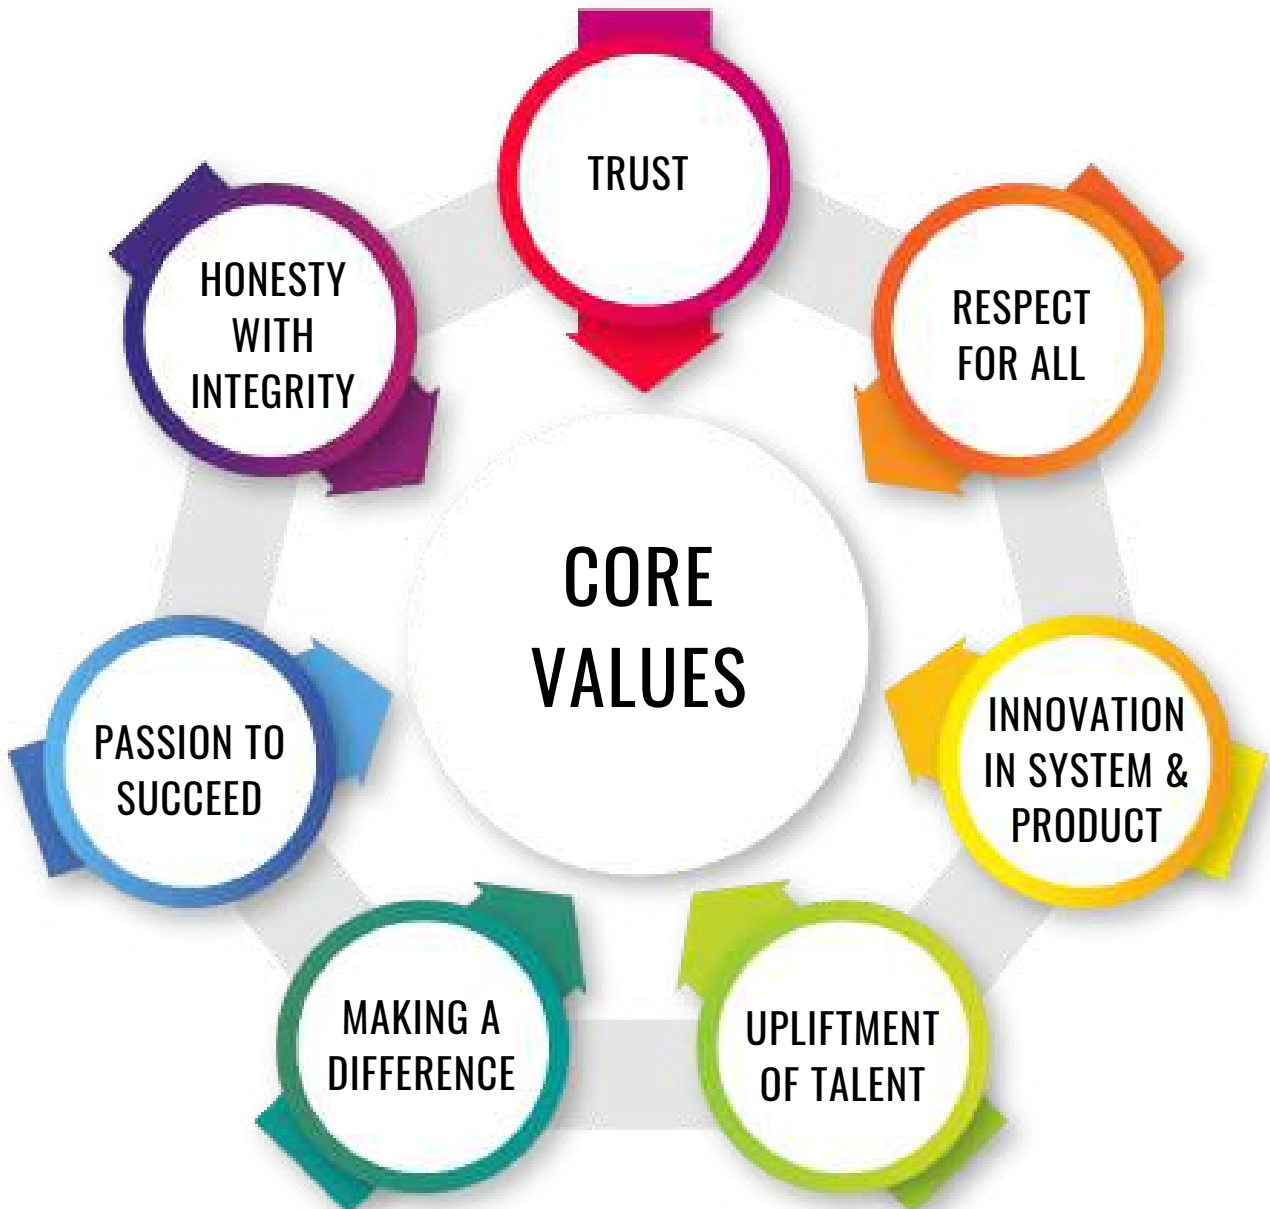 TRUST
RESPECT
FOR ALL
INNOVATION
IN SYSTEM &
PRODUCT
UPLIFTMENT
OF TALENT
MAKING A
DIFFERENCE
PASSION TO
SUCCEED
HONESTY
WITH
INTEGRITY
CORE
VALUES